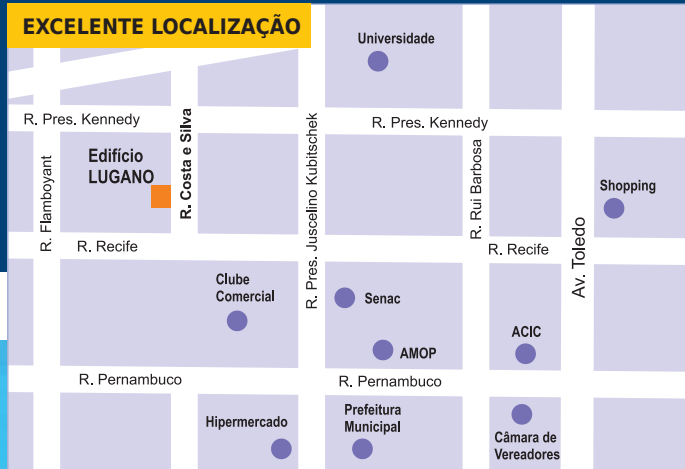 EXCELENTE LOCALIZAÇÃO
Universidade
R. Pres. Kennedy
R. Pres. Kennedy
Edifício
LUGANO
R. Flamboyant
R. Costa e Silva
R. Pres. Juscelino Kubitschek
R. Rui Barbosa
Av. Toledo
Shopping
R. Recife
R. Recife
Clube
Comercial
Senac
AMOP
ACIC
R. Pernambuco
R. Pernambuco
Hipermercado
Prefeitura
Municipal
Câmara de
Vereadores